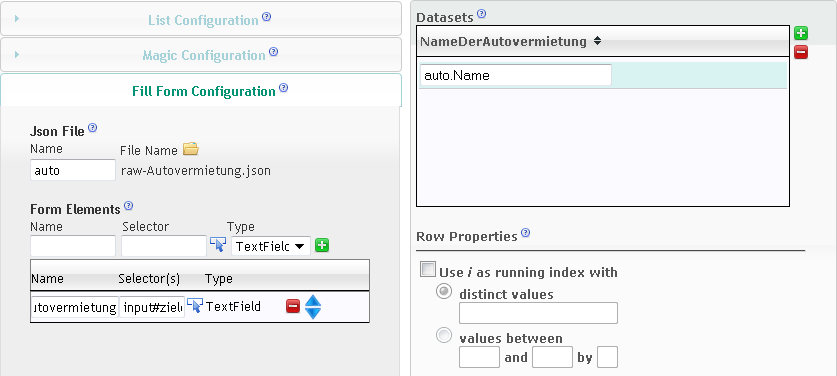 List Configuration ?
Magic Configuration ?
Fill Form Configuration ?
Json File ?
Name File Name
auto raw-Autovermietung.json
Form Elements ?
Name Selector Type
TextField
Name Selector(s) Type
utovermietung input#ziel TextField
Datasets ?
NameDerAutovermietung
auto.Name
Row Properties ?
Use i as running index with
distinct values
values between
and by